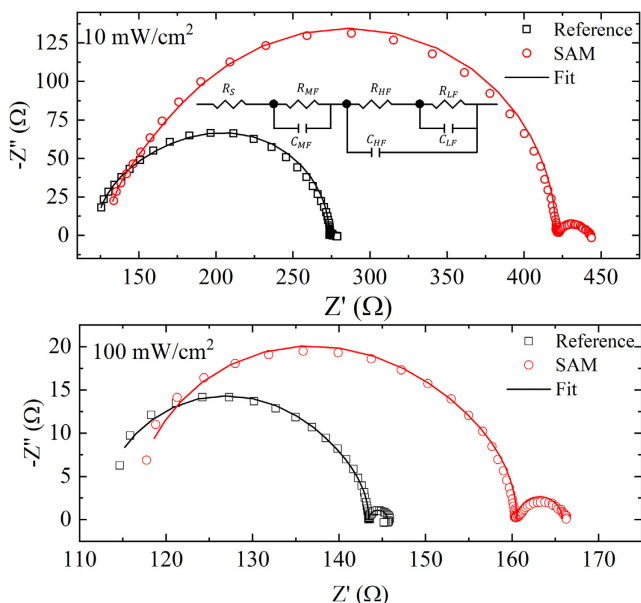 10 mW/cm²
Reference
SAM
Fit
R_S
R_MF
R_HF
R_LF
C_MF
C_HF
C_LF
-Z" (Ω)
125
100
75
50
25
0
150 200 250 300 350 400 450
Z' (Ω)
100 mW/cm²
Reference
SAM
Fit
-Z" (Ω)
20
15
10
5
0
120 130 140 150 160 170
Z' (Ω)